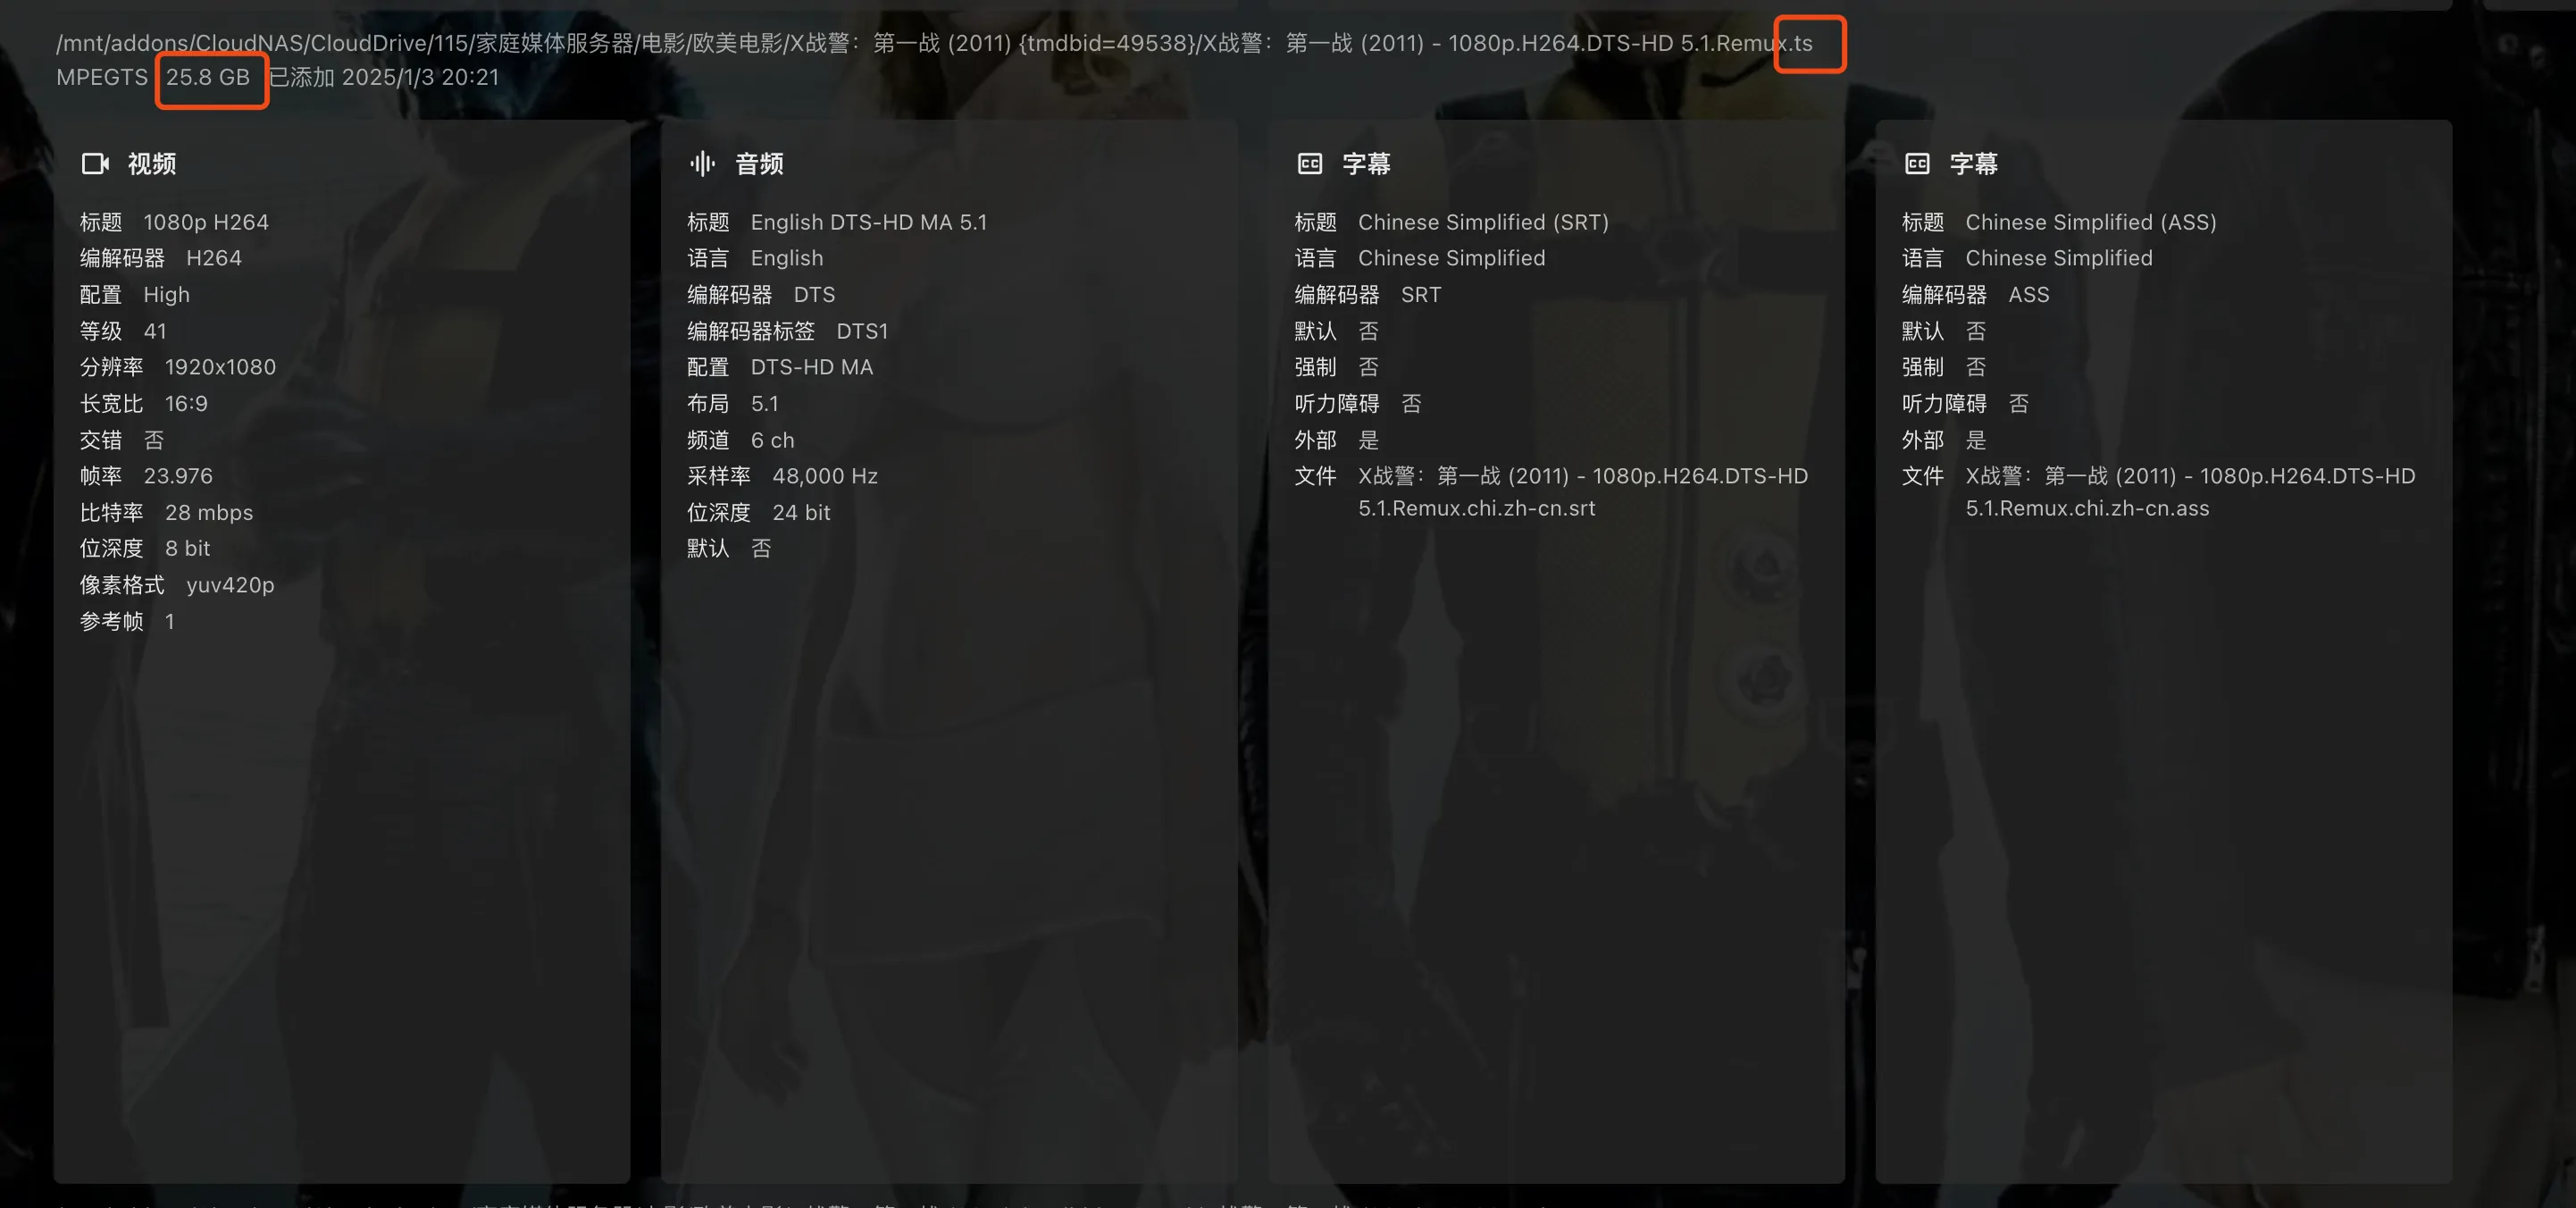 /mnt/addons/CloudNAS/CloudDrive/115/家庭媒体服务器/电影/欧美电影/X战警：第一战 (2011) {tmdbid=49538}/X战警：第一战 (2011) - 1080p.H264.DTS-HD 5.1.Remux.ts
MPEGTS 25.8 GB 已添加 2025/1/3 20:21
视频
标题 1080p H264
编解码器 H264
配置 High
等级 41
分辨率 1920x1080
长宽比 16:9
交错 否
帧率 23.976
比特率 28 mbps
位深度 8 bit
像素格式 yuv420p
参考帧 1
音频
标题 English DTS-HD MA 5.1
语言 English
编解码器 DTS
编解码器标签 DTS1
配置 DTS-HD MA
布局 5.1
频道 6 ch
采样率 48,000 Hz
位深度 24 bit
默认 否
字幕
标题 Chinese Simplified (SRT)
语言 Chinese Simplified
编解码器 SRT
默认 否
强制 否
听力障碍 否
外部 是
文件 X战警：第一战 (2011) - 1080p.H264.DTS-HD
5.1.Remux.chi.zh-cn.srt
字幕
标题 Chinese Simplified (ASS)
语言 Chinese Simplified
编解码器 ASS
默认 否
强制 否
听力障碍 否
外部 是
文件 X战警：第一战 (2011) - 1080p.H264.DTS-HD
5.1.Remux.chi.zh-cn.ass